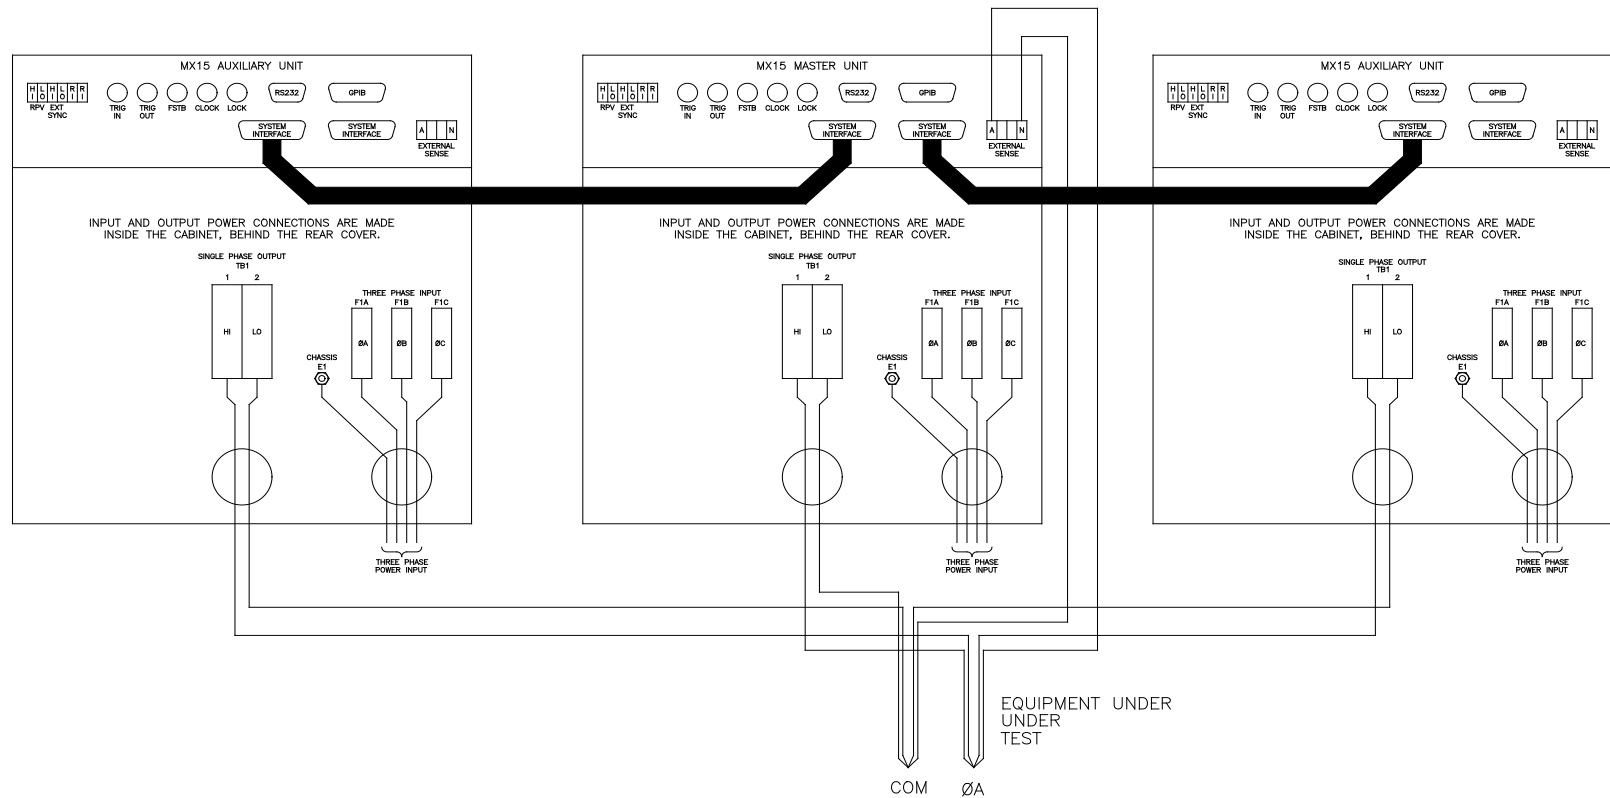 MX15 AUXILIARY UNIT
H L H L R R
I O I O I I
RPV EXT
SYNC
TRIG
IN
TRIG
OUT
FSTB
CLOCK
LOCK
RS232
GPIB
SYSTEM
INTERFACE
SYSTEM
INTERFACE
A N
EXTERNAL
SENSE
INPUT AND OUTPUT POWER CONNECTIONS ARE MADE
INSIDE THE CABINET, BEHIND THE REAR COVER.
SINGLE PHASE OUTPUT
TB1
1 2
HI LO
THREE PHASE INPUT
F1A F1B F1C
ØA ØB ØC
CHASSIS
E1
THREE PHASE
POWER INPUT
MX15 MASTER UNIT
H L H L R R
I O I O I I
RPV EXT
SYNC
TRIG
IN
TRIG
OUT
FSTB
CLOCK
LOCK
RS232
GPIB
SYSTEM
INTERFACE
SYSTEM
INTERFACE
A N
EXTERNAL
SENSE
INPUT AND OUTPUT POWER CONNECTIONS ARE MADE
INSIDE THE CABINET, BEHIND THE REAR COVER.
SINGLE PHASE OUTPUT
TB1
1 2
HI LO
THREE PHASE INPUT
F1A F1B F1C
ØA ØB ØC
CHASSIS
E1
THREE PHASE
POWER INPUT
MX15 AUXILIARY UNIT
H L H L R R
I O I O I I
RPV EXT
SYNC
TRIG
IN
TRIG
OUT
FSTB
CLOCK
LOCK
RS232
GPIB
SYSTEM
INTERFACE
SYSTEM
INTERFACE
A N
EXTERNAL
SENSE
INPUT AND OUTPUT POWER CONNECTIONS ARE MADE
INSIDE THE CABINET, BEHIND THE REAR COVER.
SINGLE PHASE OUTPUT
TB1
1 2
HI LO
THREE PHASE INPUT
F1A F1B F1C
ØA ØB ØC
CHASSIS
E1
THREE PHASE
POWER INPUT
EQUIPMENT UNDER
UNDER
TEST
COM ØA